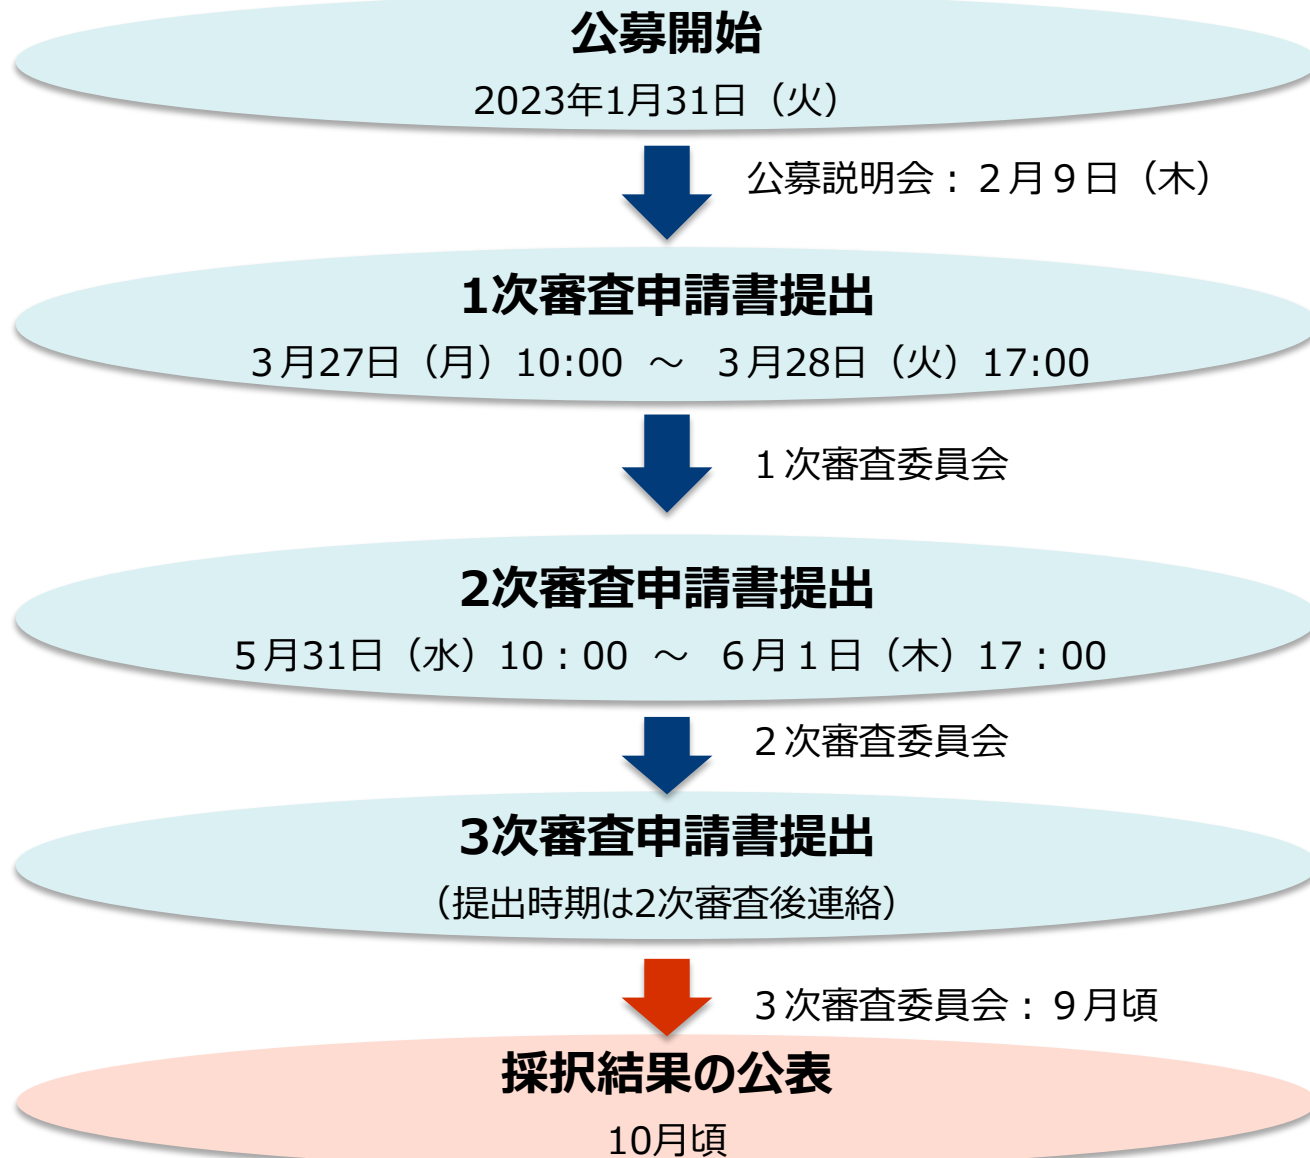 公募開始
2023年1月31日（火）
公募説明会：２月９日（木）
1次審査申請書提出
３月27日（月）10:00 ～ ３月28日（火）17:00
１次審査委員会
2次審査申請書提出
５月31日（水）10：00 ～ ６月１日（木）17：00
２次審査委員会
3次審査申請書提出
（提出時期は2次審査後連絡）
３次審査委員会：９月頃
採択結果の公表
10月頃